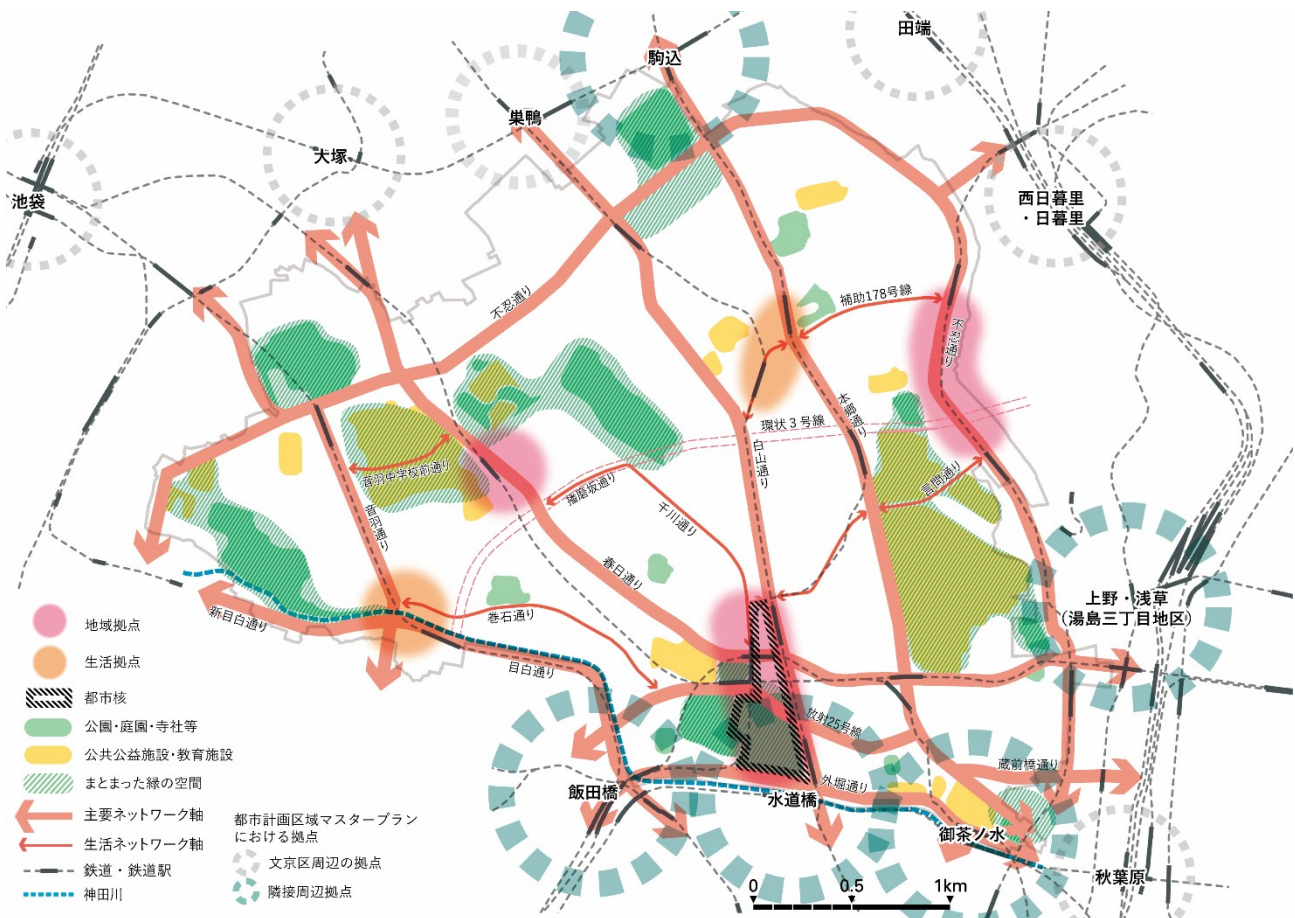 駒込
田端
巣鴨
大塚
池袋
西日暮里
・日暮里
不忍通り
補助178号線
不忍通り
本郷通り
環状3号線
白山通り
音羽中学校前通り
播磨坂通り
千川通り
言問通り
音羽通り
春日通り
巻石通り
新目白通り
目白通り
上野・浅草
(湯島三丁目地区)
放射25号線
蔵前橋通り
外堀通り
飯田橋
水道橋
御茶ノ水
秋葉原
地域拠点
生活拠点
都市核
公園・庭園・寺社等
公共公益施設・教育施設
まとまった緑の空間
主要ネットワーク軸
生活ネットワーク軸
鉄道・鉄道駅
神田川
都市計画区域マスタープラン
における拠点
文京区周辺の拠点
隣接周辺拠点
0 0.5 1km